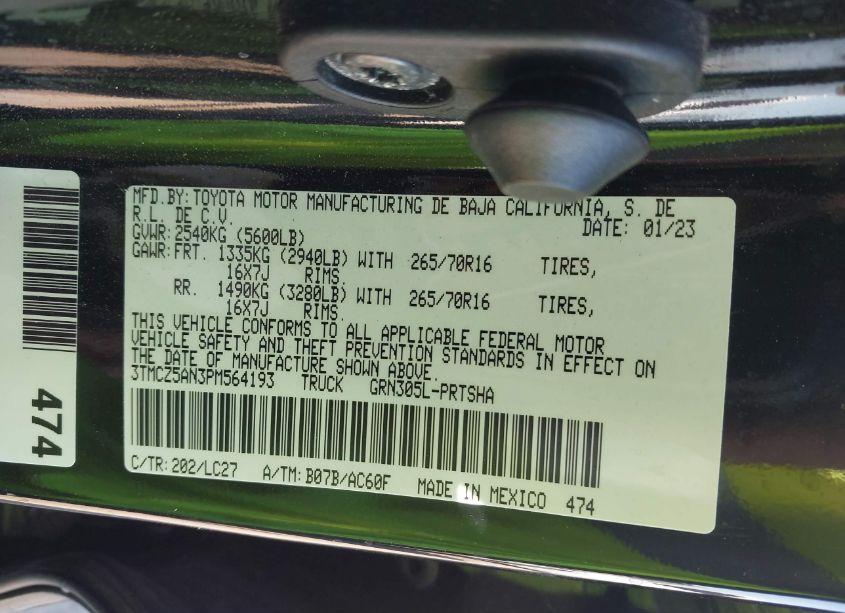 MFD.BY:TOYOTA MOTOR MANUFACTURING DE BAJA CALIFORNIA, S. DE
R.L. DE C.V. DATE: 01/23
GVWR:2540KG (5600LB)
GAWR:FRT. 1335KG (2940LB) WITH 265/70R16 TIRES,
16X7J RIMS.
RR. 1490KG (3280LB) WITH 265/70R16 TIRES,
16X7J RIMS.
THIS VEHICLE CONFORMS TO ALL APPLICABLE FEDERAL MOTOR
VEHICLE SAFETY AND THEFT PREVENTION STANDARDS IN EFFECT ON
THE DATE OF MANUFACTURE SHOWN ABOVE.
3TMCZ5AN3PM564193 TRUCK GRN305L-PRTSHA
C/TR:202/LC27 A/TM:B07B/AC60F MADE IN MEXICO 474
474